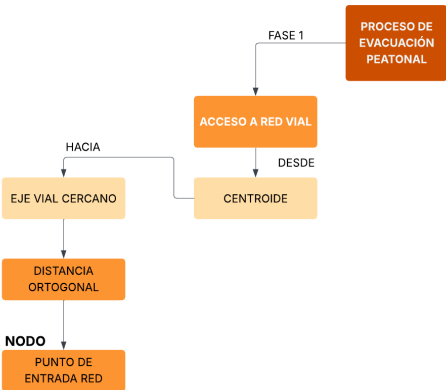 PROCESO DE
EVACUACIÓN
PEATONAL
FASE 1
ACCESO A RED VIAL
DESDE
HACIA
EJE VIAL CERCANO
CENTROIDE
DISTANCIA
ORTOGONAL
NODO
PUNTO DE
ENTRADA RED